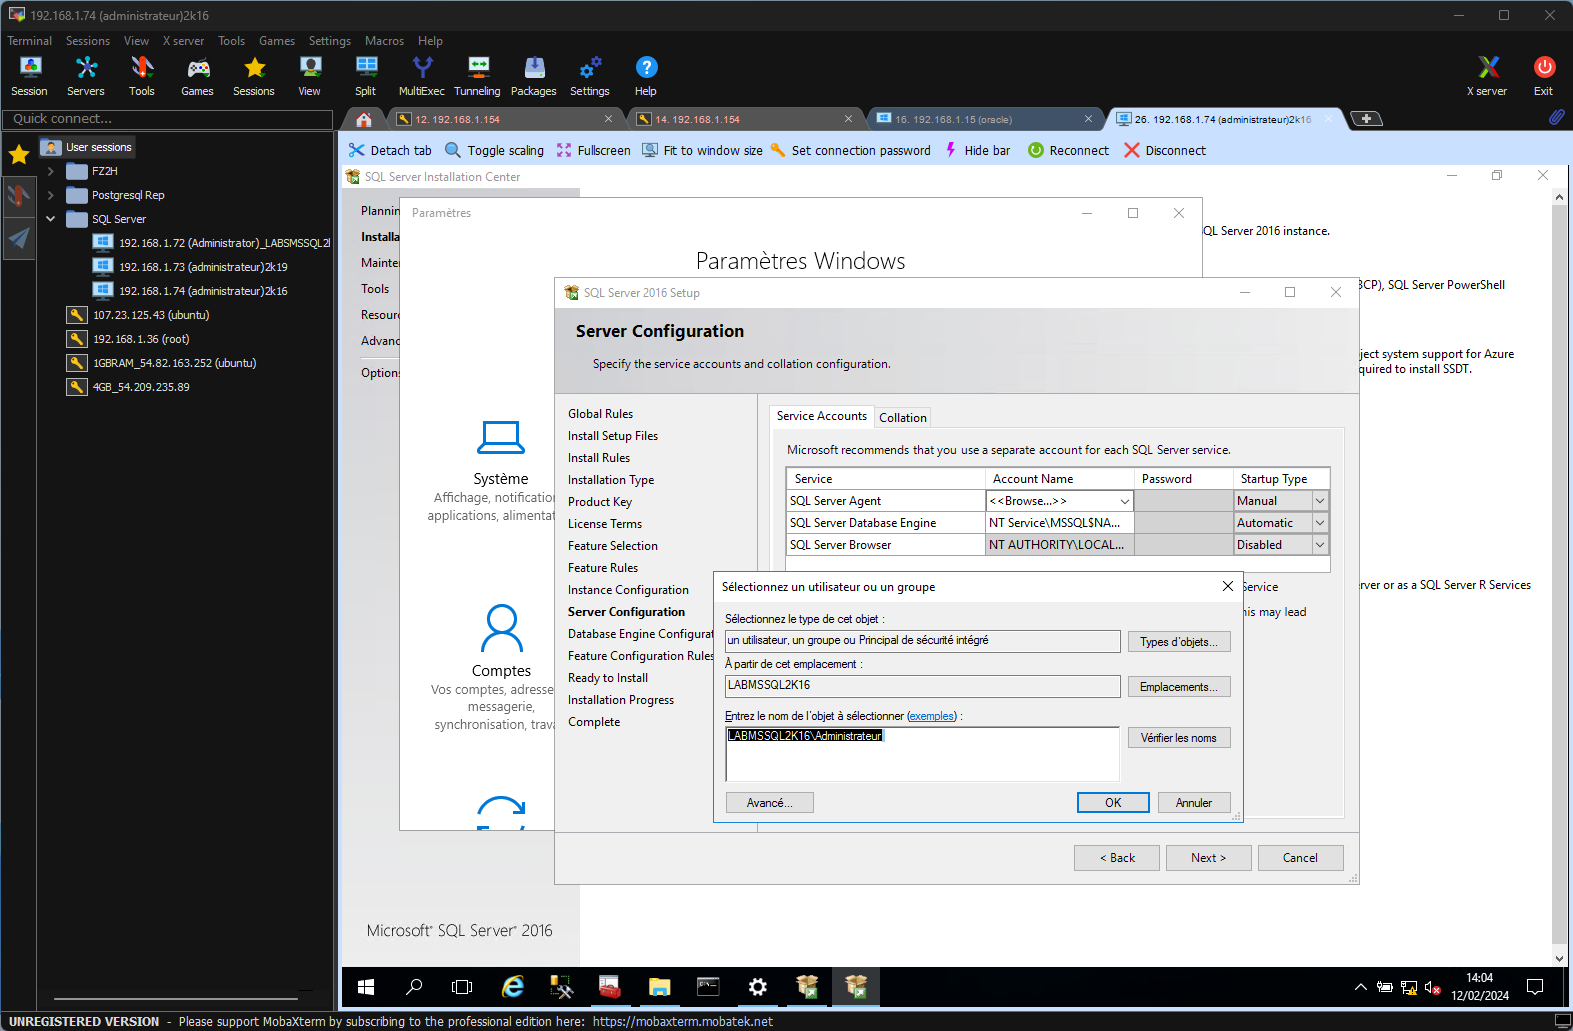 192.168.1.74 (administrateur)2k16
Terminal Sessions View X server Tools Games Settings Macros Help
Session Servers Tools Games Sessions View Split MultiExec Tunneling Packages Settings Help X server Exit
Quick connect...
12. 192.168.1.154
14. 192.168.1.154
16. 192.168.1.15 (oracle)
26. 192.168.1.74 (administrateur)2k16
Detach tab Toggle scaling Fullscreen Fit to window size Set connection password Hide bar Reconnect Disconnect
User sessions
FZ2H
Postgresql Rep
SQL Server
192.168.1.72 (Administrator)_LABSMSSQL2
192.168.1.73 (administrateur)2k19
192.168.1.74 (administrateur)2k16
107.23.125.43 (ubuntu)
192.168.1.36 (root)
1GBRAM_54.82.163.252 (ubuntu)
4GB_54.209.235.89
SQL Server Installation Center
Plannin
Installa
Mainter
Tools
Resour
Advanc
Options
QL Server 2016 instance.
BCP), SQL Server PowerShell
ject system support for Azure
quired to install SSDT.
rver or as a SQL Server R Services
Microsoft® SQL Server® 2016
Paramètres
Paramètres Windows
Système
Affichage, notification
applications, alimentat
Comptes
Vos comptes, adresse
messagerie,
synchronisation, trava
SQL Server 2016 Setup
Server Configuration
Specify the service accounts and collation configuration.
Global Rules
Install Setup Files
Install Rules
Installation Type
Product Key
License Terms
Feature Selection
Feature Rules
Instance Configuration
Server Configuration
Database Engine Configurat
Feature Configuration Rules
Ready to Install
Installation Progress
Complete
Service Accounts Collation
Microsoft recommends that you use a separate account for each SQL Server service.
Service Account Name Password Startup Type
SQL Server Agent <<Browse...>> Manual
SQL Server Database Engine NT Service\MSSQL$NA... Automatic
SQL Server Browser NT AUTHORITY\LOCAL... Disabled
Service
his may lead
Sélectionnez un utilisateur ou un groupe
Sélectionnez le type de cet objet :
un utilisateur, un groupe ou Principal de sécurité intégré
Types d'objets...
À partir de cet emplacement :
LABMSSQL2K16
Emplacements...
Entrez le nom de l'objet à sélectionner (exemples) :
LABMSSQL2K16\Administrateur
Vérifier les noms
Avancé... OK Annuler
< Back Next > Cancel
14:04
12/02/2024
UNREGISTERED VERSION - Please support MobaXterm by subscribing to the professional edition here: https://mobaxterm.mobatek.net